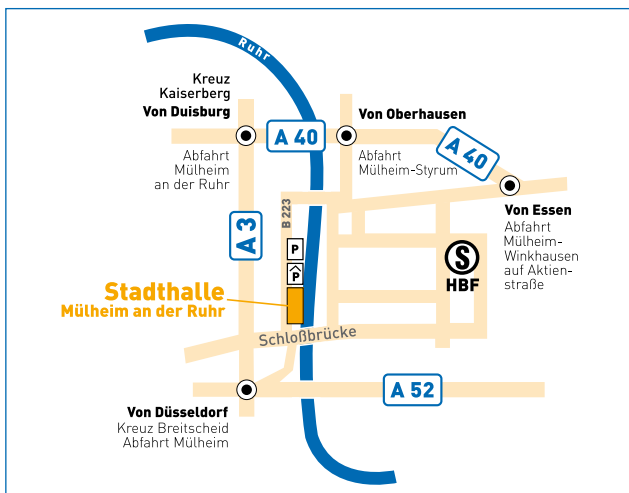 Ruhr
Kreuz
Kaiserberg
Von Duisburg
A 40
Von Oberhausen
A 40
Abfahrt
Mülheim
an der Ruhr
Abfahrt
Mülheim-Styrum
Von Essen
Abfahrt
Mülheim-
Winkhausen
auf Aktien-
straße
B 223
A 3
P
P
S
HBF
Stadthalle
Mülheim an der Ruhr
Schloßbrücke
A 52
Von Düsseldorf
Kreuz Breitscheid
Abfahrt Mülheim